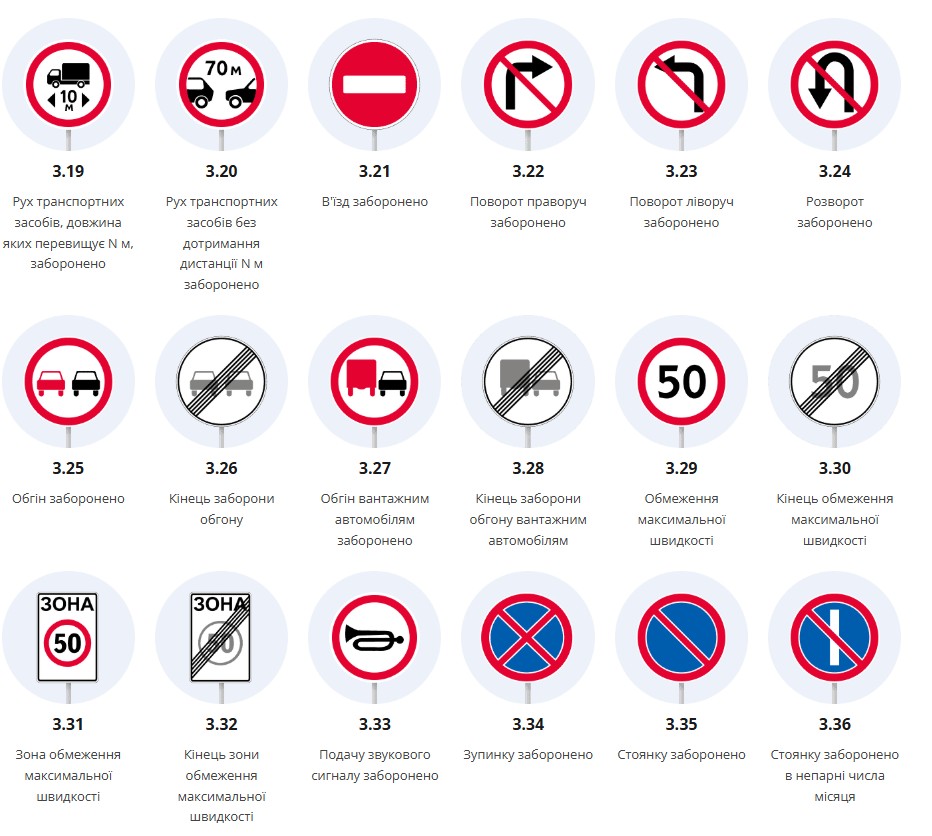 10
М
70 М
3.19
3.20
3.21
3.22
3.23
3.24
Рух транспортних
засобів, довжина
яких перевищує N м,
заборонено
Рух транспортних
засобів без
дотримання
дистанції N м
заборонено
В'їзд заборонено
Поворот праворуч
заборонено
Поворот ліворуч
заборонено
Розворот
заборонено
50
50
3.25
3.26
3.27
3.28
3.29
3.30
Обгін заборонено
Кінець заборони
обгону
Обгін вантажним
автомобілям
заборонено
Кінець заборони
обгону вантажним
автомобілям
Обмеження
максимальної
швидкості
Кінець обмеження
максимальної
швидкості
ЗОНА
50
ЗОНА
50
3.31
3.32
3.33
3.34
3.35
3.36
Зона обмеження
максимальної
швидкості
Кінець зони
обмеження
максимальної
швидкості
Подачу звукового
сигналу заборонено
Зупинку заборонено
Стоянку заборонено
Стоянку заборонено
в непарні числа
місяця